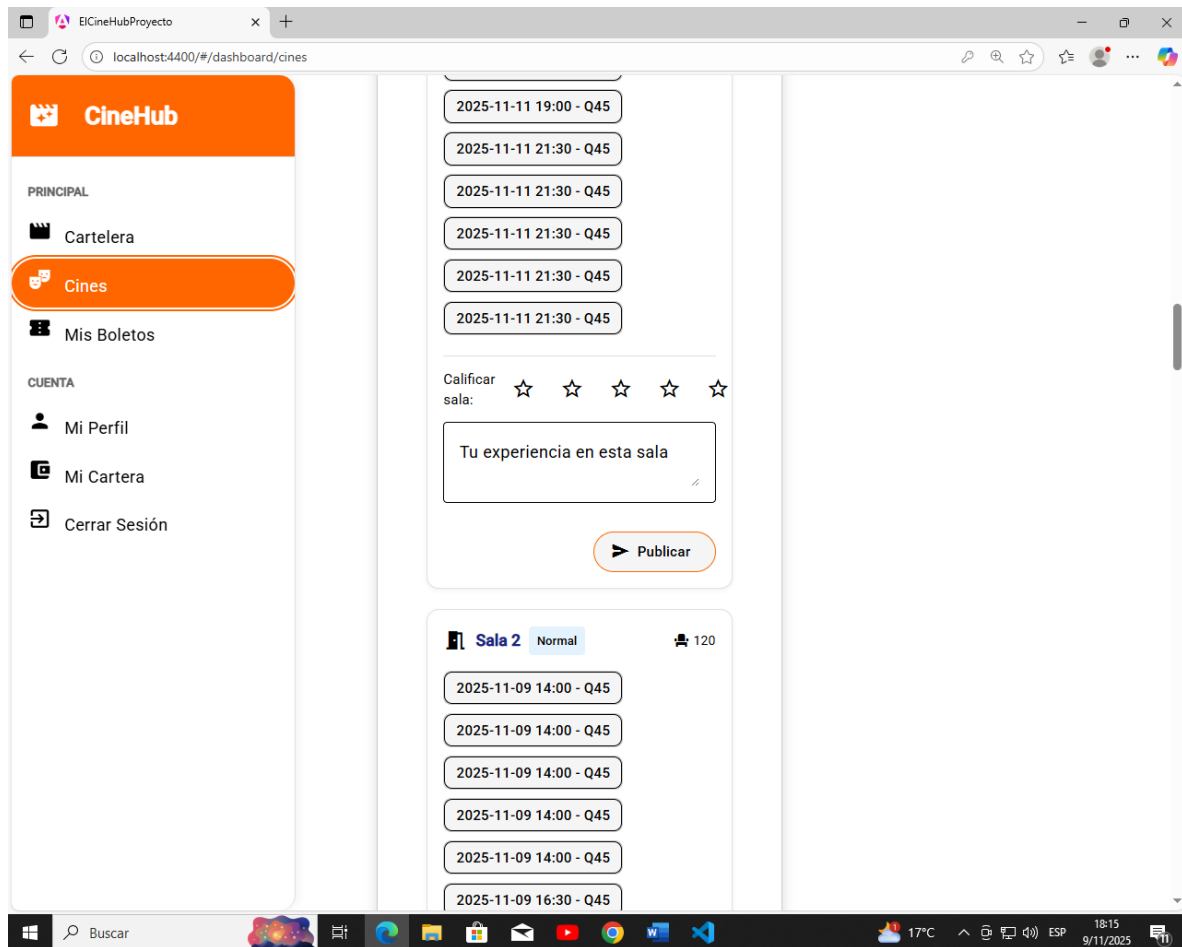 ElCineHubProyecto
localhost:4400/#/dashboard/cines
CineHub
PRINCIPAL
Cartelera
Cines
Mis Boletos
CUENTA
Mi Perfil
Mi Cartera
Cerrar Sesión
2025-11-11 19:00 - Q45
2025-11-11 21:30 - Q45
2025-11-11 21:30 - Q45
2025-11-11 21:30 - Q45
2025-11-11 21:30 - Q45
2025-11-11 21:30 - Q45
Calificar
sala:
Tu experiencia en esta sala
Publicar
Sala 2 Normal 120
2025-11-09 14:00 - Q45
2025-11-09 14:00 - Q45
2025-11-09 14:00 - Q45
2025-11-09 14:00 - Q45
2025-11-09 14:00 - Q45
2025-11-09 16:30 - Q45
Buscar
17°C
ESP
18:15
9/11/2025
11